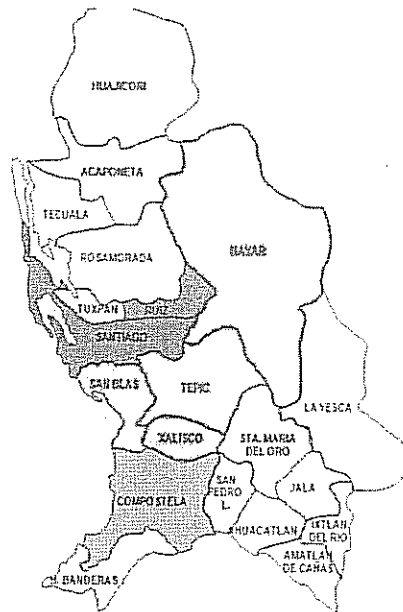 HUAJICORI
ACAPONETA
TECUALA
ROSAMORADA
NAYAR
TUXPAN
RUIZ
SANTIAGO
SAN BLAS
TEPIC
LA YESCA
XALISCO
STA. MARIA
DEL ORO
SAN
PEDRO
L.
JALA
COMPOSTELA
AHUACATLAN
IXTLAN
DEL RIO
AMATLAN
DE CAÑAS
B. BANDERAS